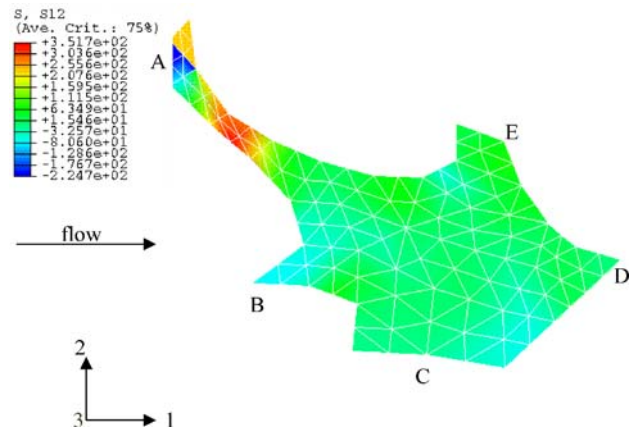 S, S12
(Ave. Crit.: 75%)
+3.517e+02
+3.036e+02
+2.556e+02
+2.076e+02
+1.595e+02
+1.115e+02
+6.349e+01
+1.546e+01
-3.257e+01
-8.060e+01
-1.286e+02
-1.767e+02
-2.247e+02
A
E
flow
D
B
C
2
3
1